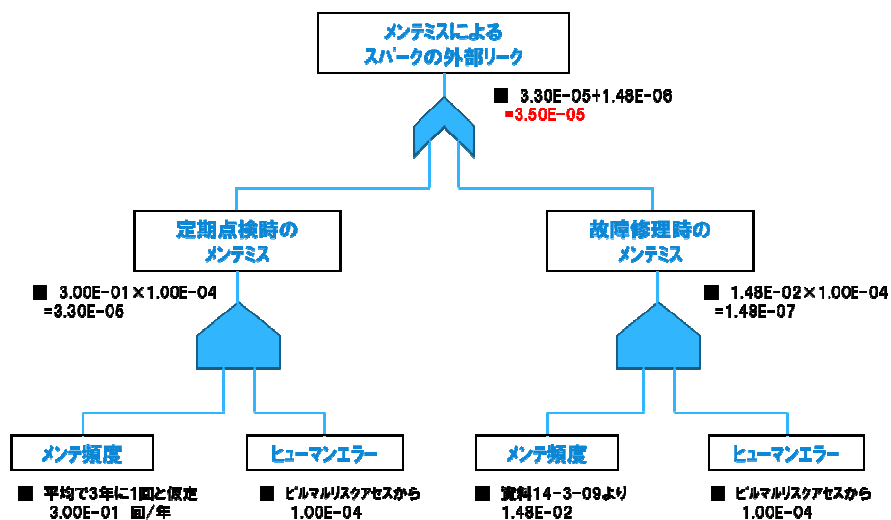 メンテミスによる
スパークの外部リーク
■ 3.30E-05+1.48E-06
=3.50E-05
定期点検時の
メンテミス
故障修理時の
メンテミス
■ 3.00E-01×1.00E-04
=3.30E-05
■ 1.48E-02×1.00E-04
=1.48E-07
メンテ頻度
ヒューマンエラー
メンテ頻度
ヒューマンエラー
■ 平均で3年に1回と仮定
3.00E-01 回/年
■ ビルマルリスクアセスから
1.00E-04
■ 資料14-3-09より
1.48E-02
■ ビルマルリスクアセスから
1.00E-04